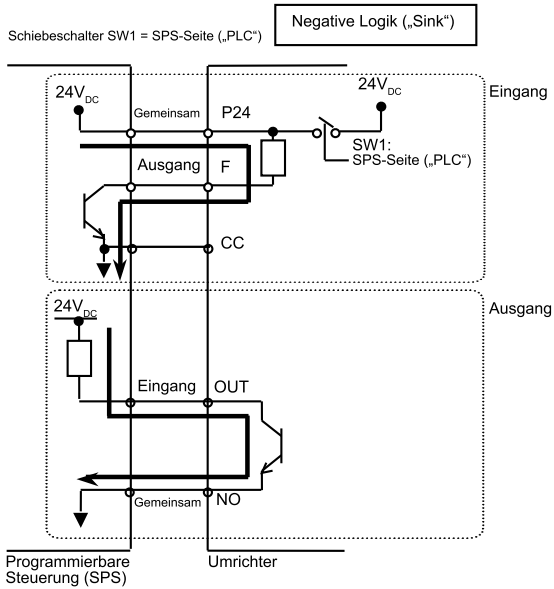 Negative Logik („Sink“)
Schiebeschalter SW1 = SPS-Seite („PLC“)
24VDC
Gemeinsam
P24
24VDC
Eingang
SW1:
SPS-Seite („PLC“)
Ausgang
F
CC
24VDC
Ausgang
Eingang
OUT
Gemeinsam
NO
Programmierbare
Steuerung (SPS)
Umrichter